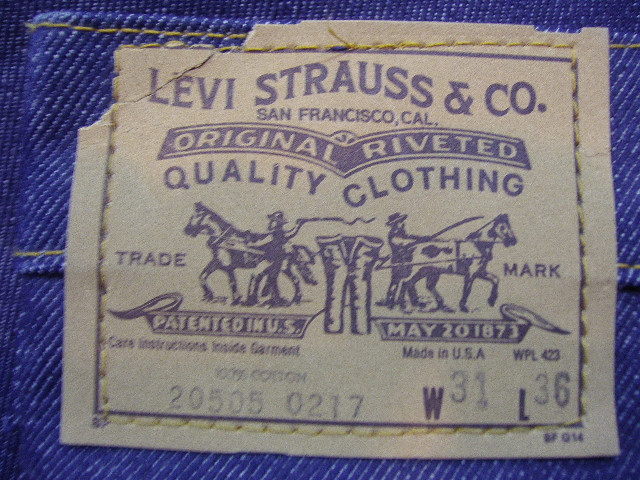 LEVI STRAUSS & CO.
SAN FRANCISCO, CAL.
ORIGINAL RIVETED
QUALITY CLOTHING
TRADE MARK
PATENTED IN U.S. MAY 20 1873
Care Instructions Inside Garment Made in U.S.A WPL 423
100% COTTON
20505 0217 W 31 L 36
SF G14